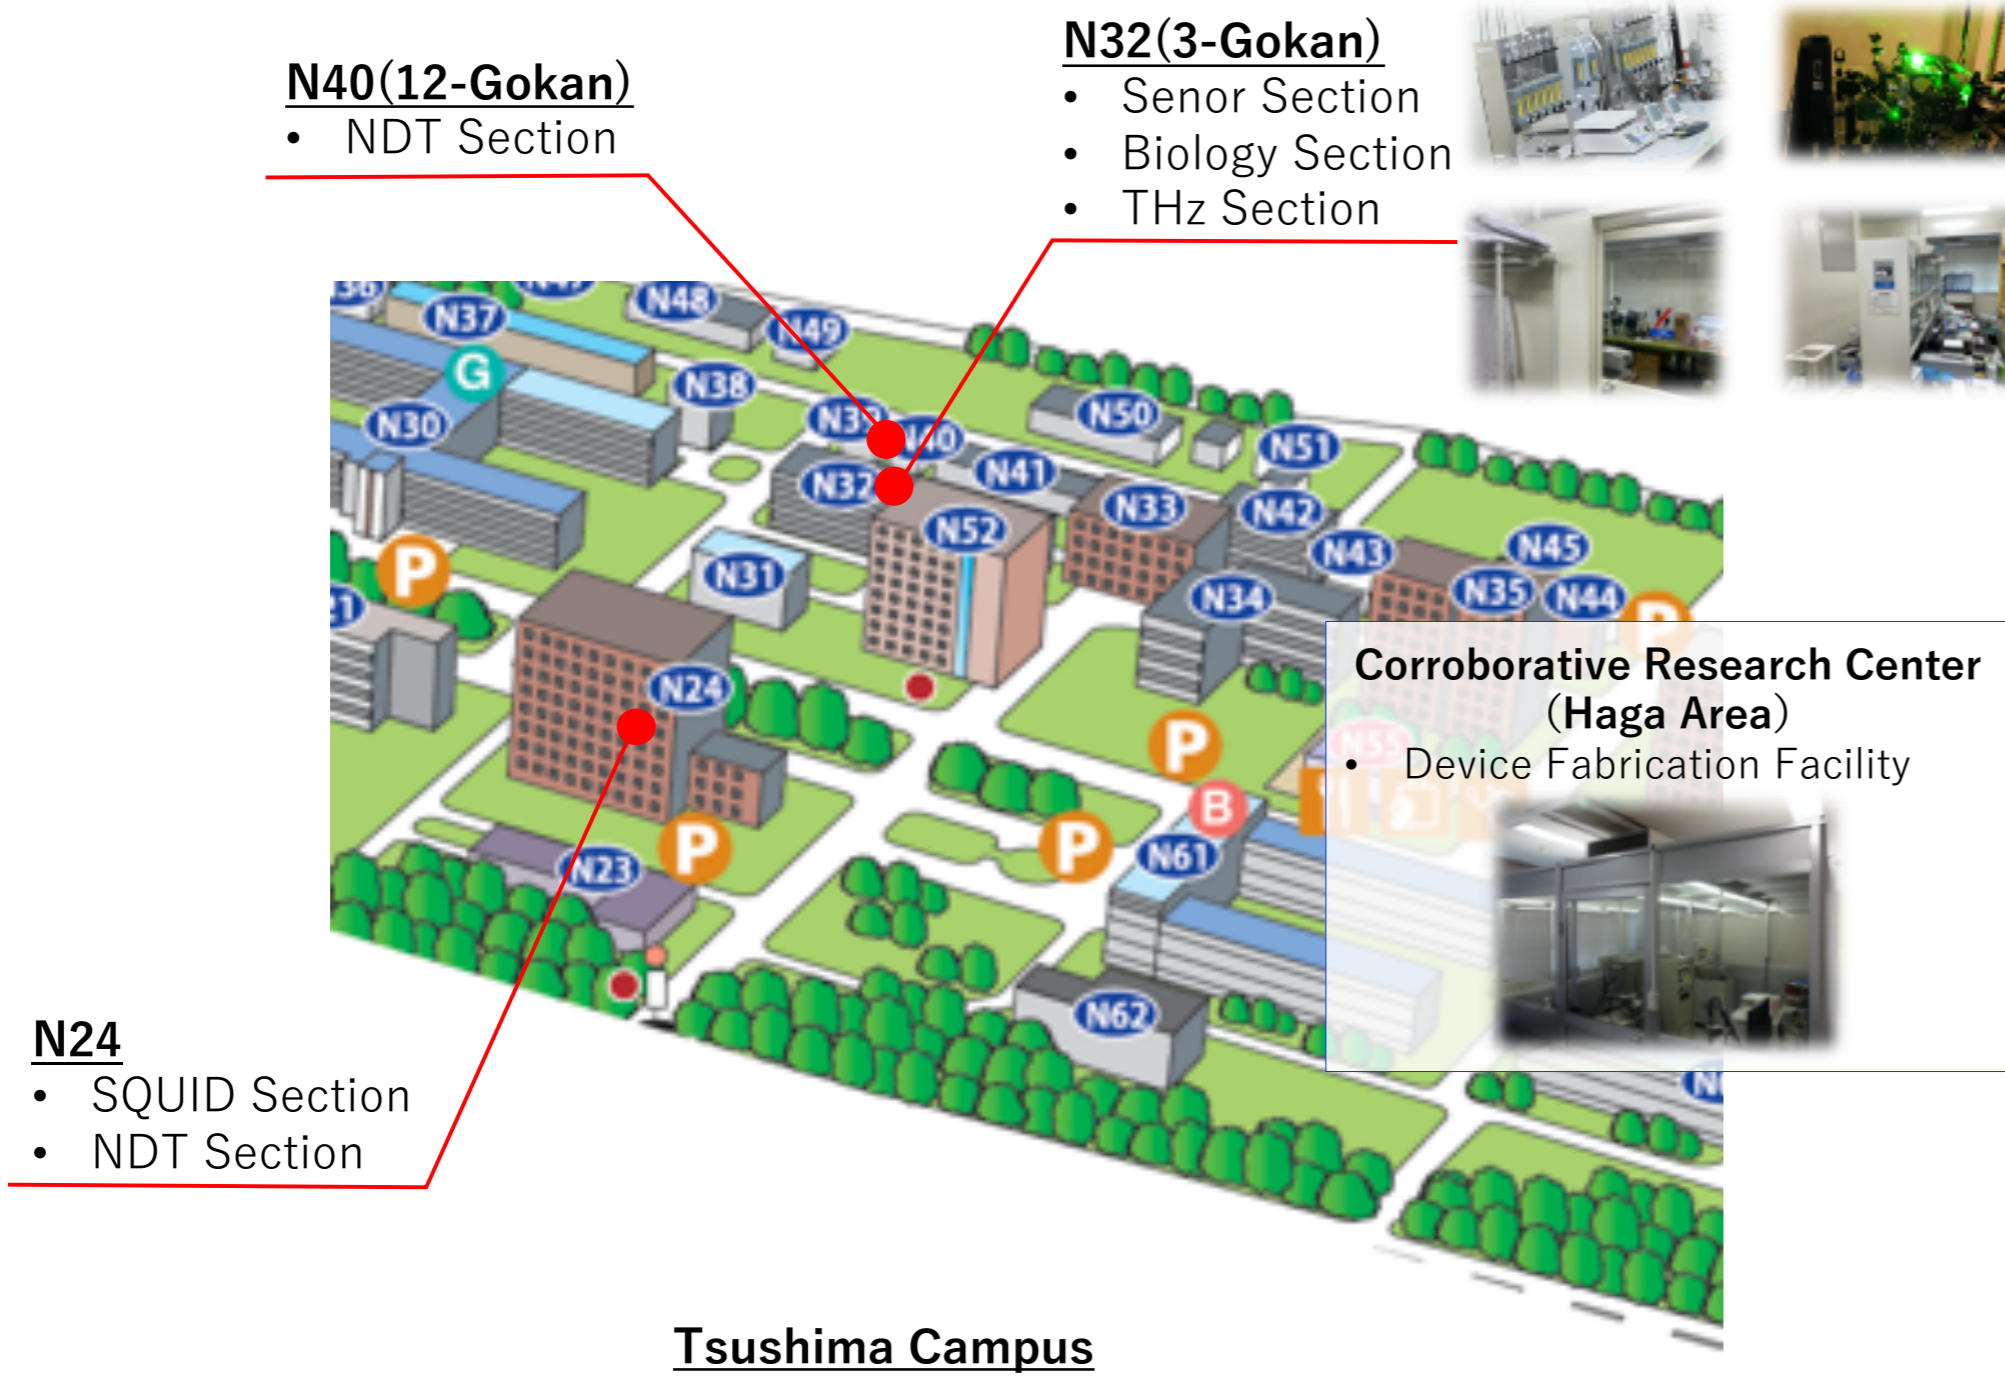 N40(12-Gokan)
• NDT Section
N32(3-Gokan)
• Senor Section
• Biology Section
• THz Section
N37
N48
N49
G
N38
N30
N39
N40
N50
N51
N32
N41
N33
N42
N52
N43
N45
P
N31
N34
N35
N44
P
N24
Corroborative Research Center
(Haga Area)
• Device Fabrication Facility
P
N55
B
P
P
N61
N23
N62
N24
• SQUID Section
• NDT Section
Tsushima Campus